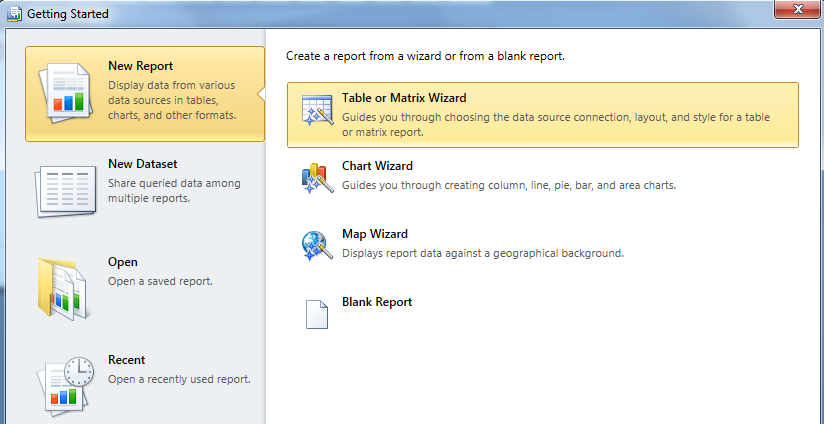 Getting Started
New Report
Display data from various
data sources in tables,
charts, and other formats.
New Dataset
Share queried data among
multiple reports.
Open
Open a saved report.
Recent
Open a recently used report.
Create a report from a wizard or from a blank report.
Table or Matrix Wizard
Guides you through choosing the data source connection, layout, and style for a table
or matrix report.
Chart Wizard
Guides you through creating column, line, pie, bar, and area charts.
Map Wizard
Displays report data against a geographical background.
Blank Report